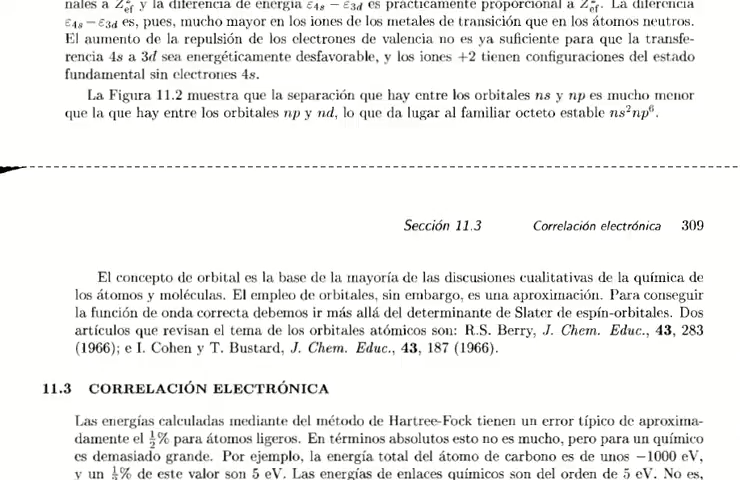 nales a Z²ef y la diferencia de energía ε4s − ε3d es prácticamente proporcional a Z²ef. La diferencia
ε4s − ε3d es, pues, mucho mayor en los iones de los metales de transición que en los átomos neutros.
El aumento de la repulsión de los electrones de valencia no es ya suficiente para que la transfe-
rencia 4s a 3d sea energéticamente desfavorable, y los iones +2 tienen configuraciones del estado
fundamental sin electrones 4s.
La Figura 11.2 muestra que la separación que hay entre los orbitales ns y np es mucho menor
que la que hay entre los orbitales np y nd, lo que da lugar al familiar octeto estable ns²np⁶.
Sección 11.3 Correlación electrónica 309
El concepto de orbital es la base de la mayoría de las discusiones cualitativas de la química de
los átomos y moléculas. El empleo de orbitales, sin embargo, es una aproximación. Para conseguir
la función de onda correcta debemos ir más allá del determinante de Slater de espín-orbitales. Dos
artículos que revisan el tema de los orbitales atómicos son: R.S. Berry, J. Chem. Educ., 43, 283
(1966); e I. Cohen y T. Bustard, J. Chem. Educ., 43, 187 (1966).
11.3 CORRELACIÓN ELECTRÓNICA
Las energías calculadas mediante del método de Hartree-Fock tienen un error típico de aproxima-
damente el ½% para átomos ligeros. En términos absolutos esto no es mucho, pero para un químico
es demasiado grande. Por ejemplo, la energía total del átomo de carbono es de unos −1000 eV,
y un ½% de este valor son 5 eV. Las energías de enlaces químicos son del orden de 5 eV. No es,